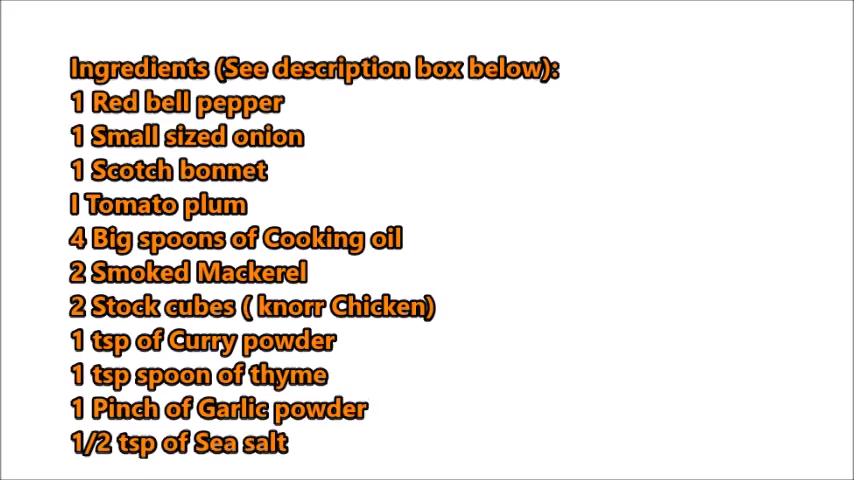 Ingredients (See description box below):
1 Red bell pepper
1 Small sized onion
1 Scotch bonnet
I Tomato plum
4 Big spoons of Cooking oil
2 Smoked Mackerel
2 Stock cubes ( knorr Chicken)
1 tsp of Curry powder
1 tsp spoon of thyme
1 Pinch of Garlic powder
1/2 tsp of Sea salt